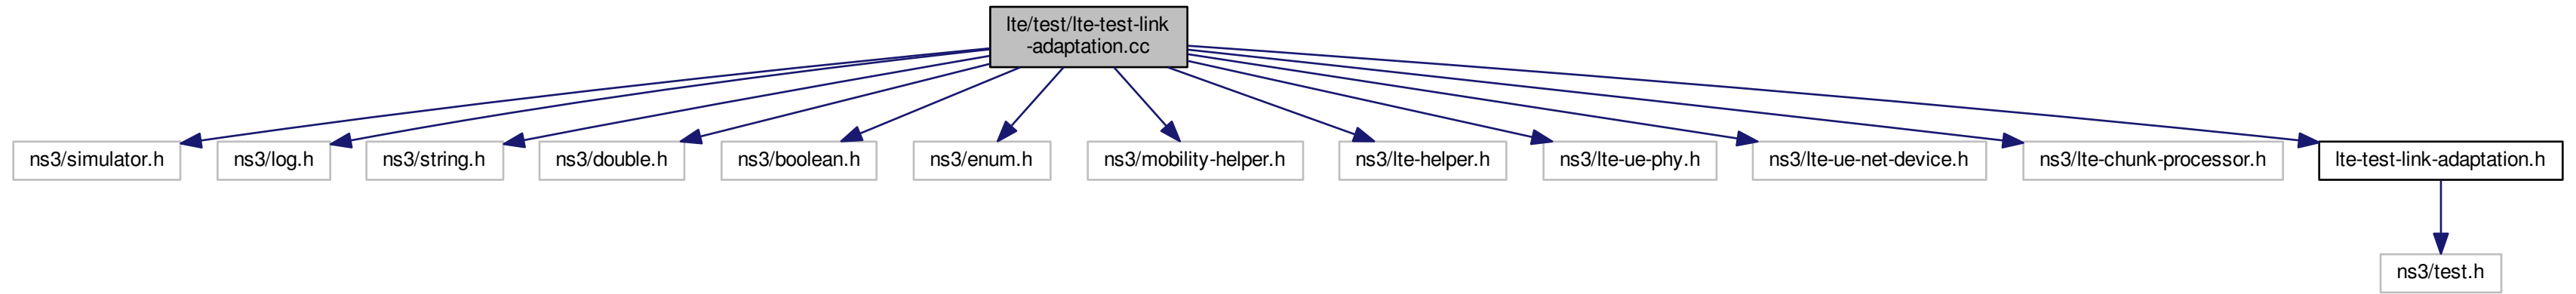 lte/test/lte-test-link
-adaptation.cc
ns3/simulator.h
ns3/log.h
ns3/string.h
ns3/double.h
ns3/boolean.h
ns3/enum.h
ns3/mobility-helper.h
ns3/lte-helper.h
ns3/lte-ue-phy.h
ns3/lte-ue-net-device.h
ns3/lte-chunk-processor.h
lte-test-link-adaptation.h
ns3/test.h